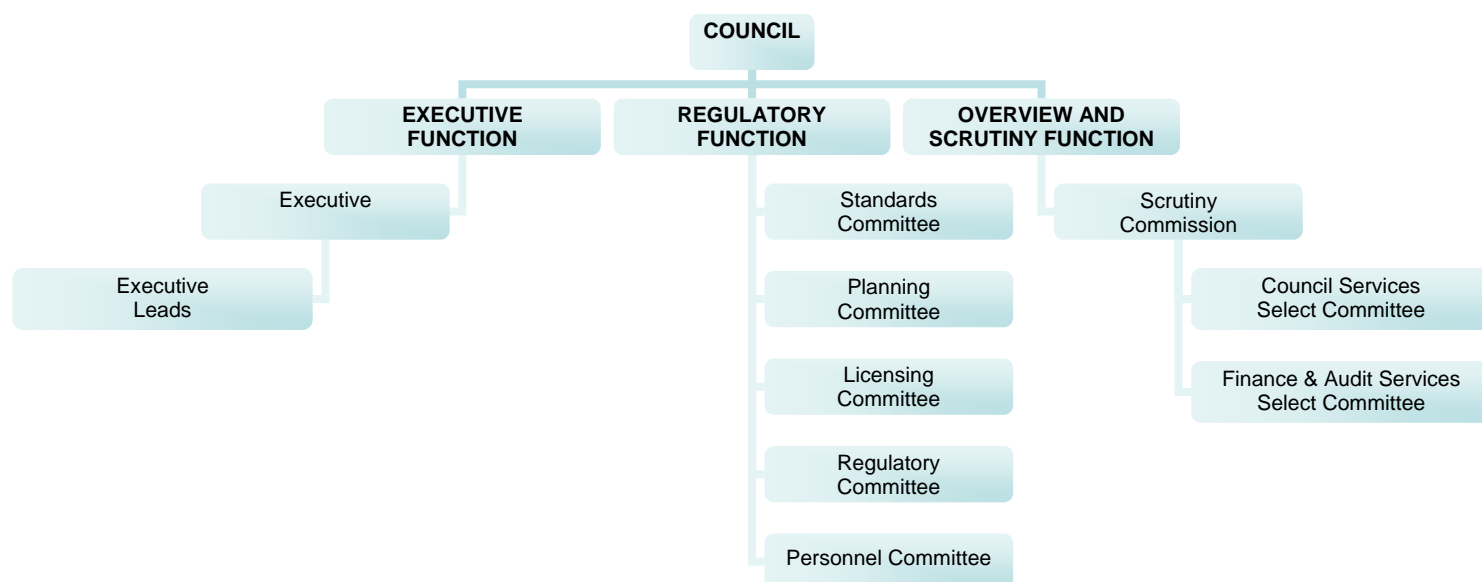 COUNCIL
EXECUTIVE
FUNCTION
REGULATORY
FUNCTION
OVERVIEW AND
SCRUTINY FUNCTION
Executive
Executive
Leads
Standards
Committee
Planning
Committee
Licensing
Committee
Regulatory
Committee
Personnel Committee
Scrutiny
Commission
Council Services
Select Committee
Finance & Audit Services
Select Committee